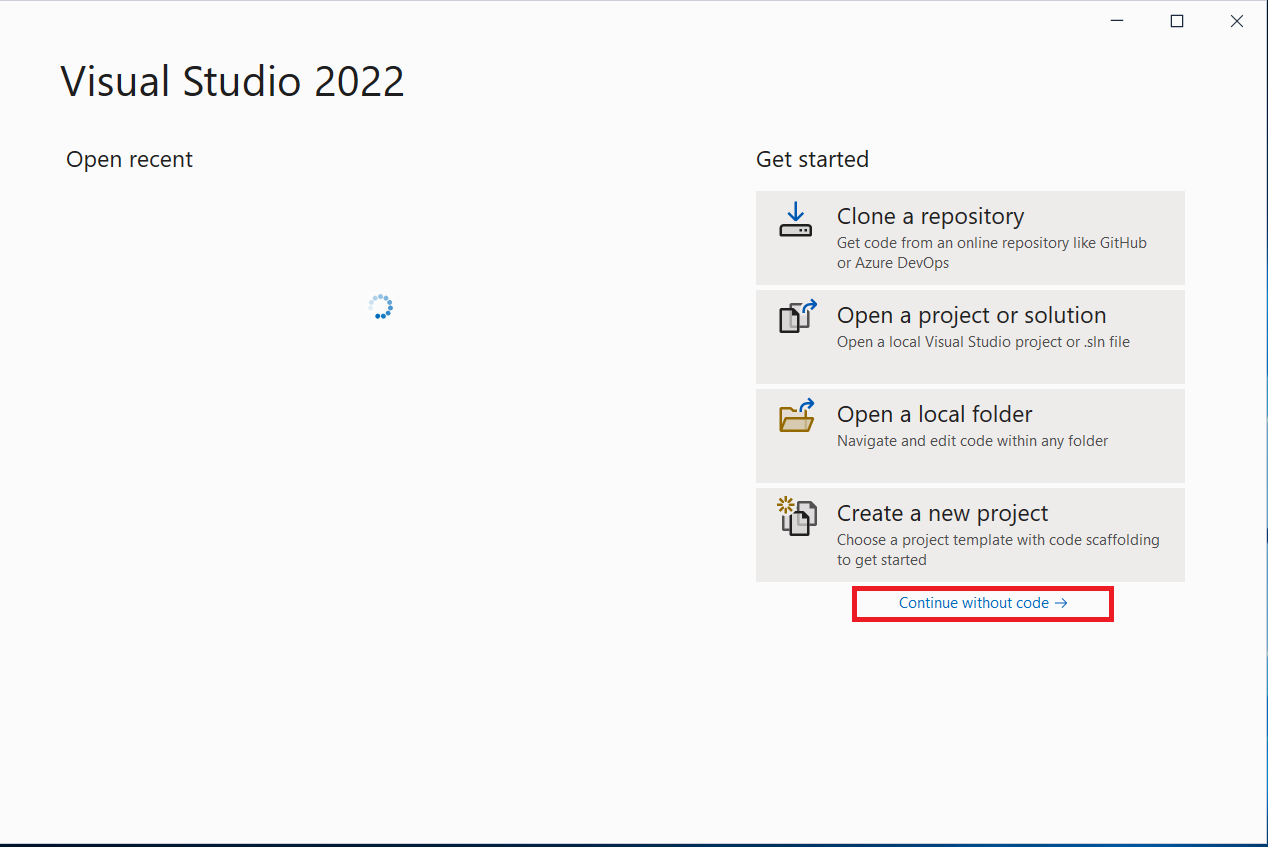 Visual Studio 2022
Open recent
Get started
Clone a repository
Get code from an online repository like GitHub
or Azure DevOps
Open a project or solution
Open a local Visual Studio project or .sln file
Open a local folder
Navigate and edit code within any folder
Create a new project
Choose a project template with code scaffolding
to get started
Continue without code →